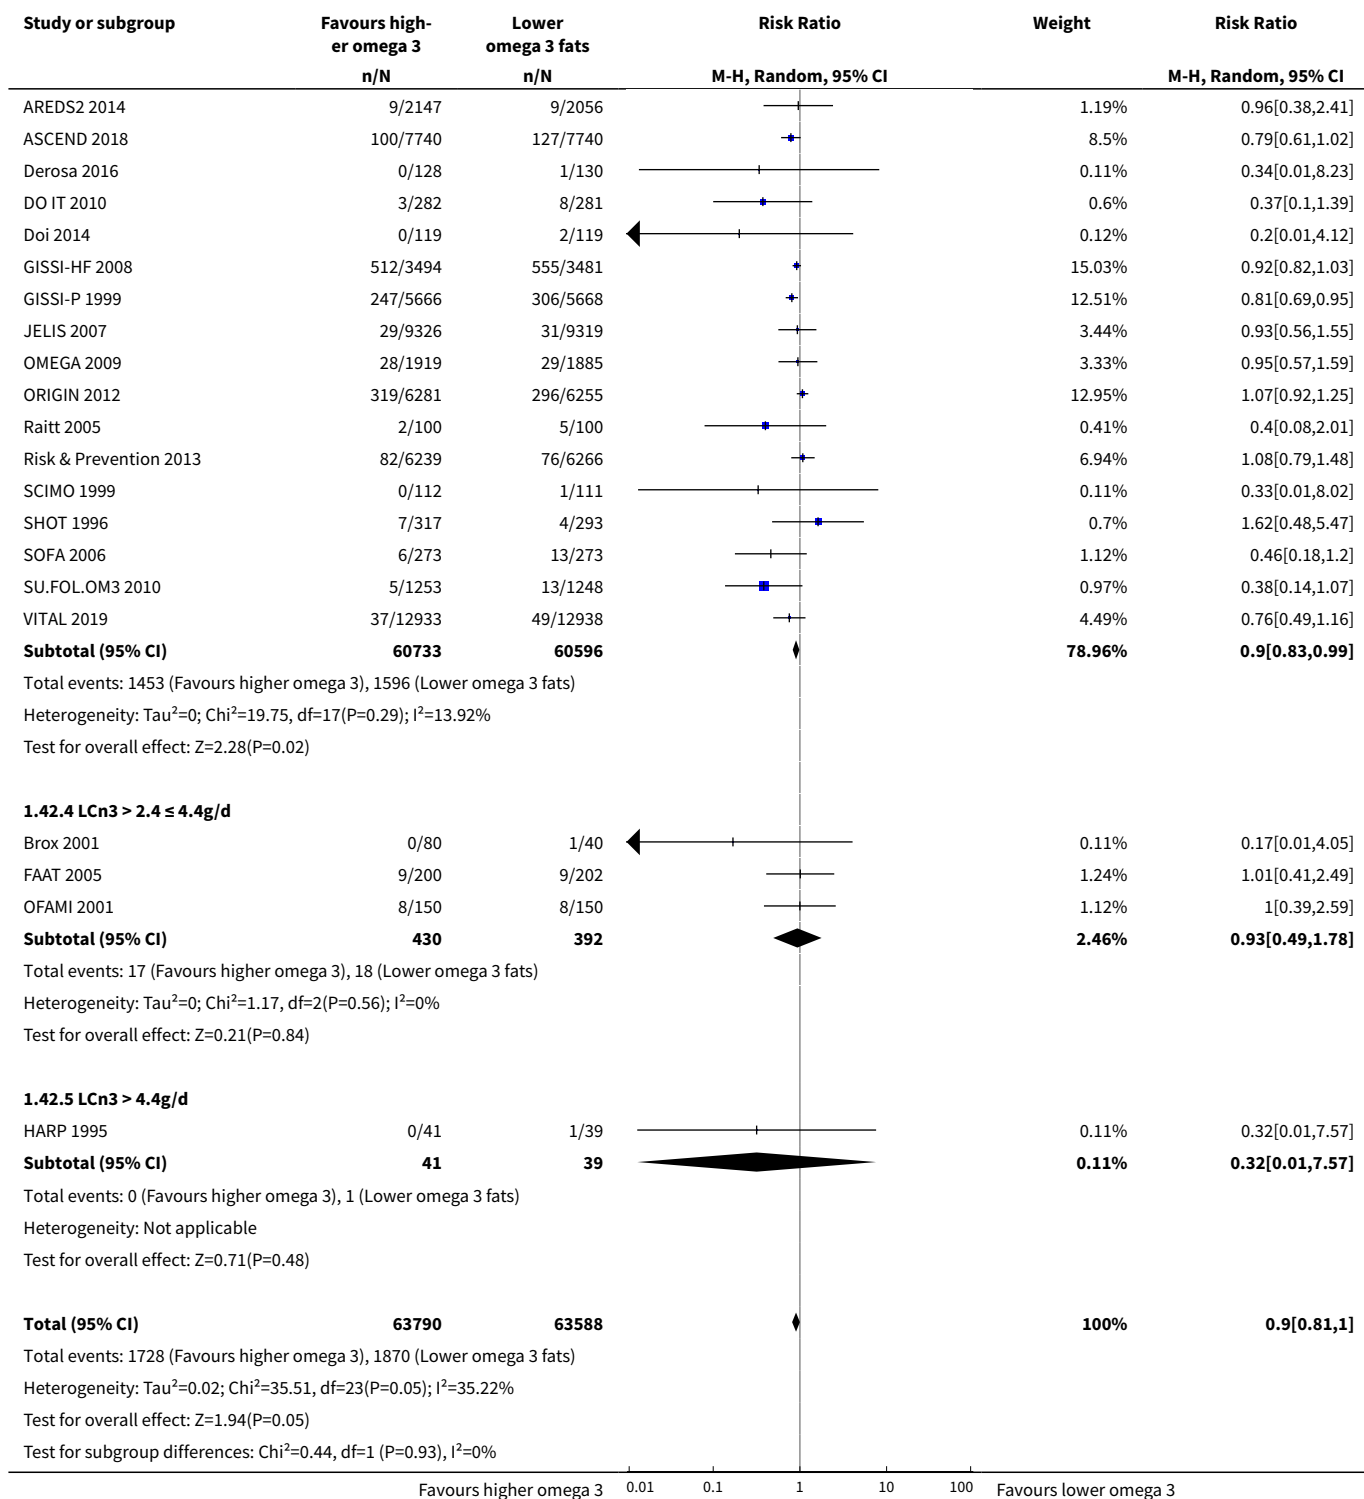 Study or subgroup Favours high- Lower Risk Ratio Weight Risk Ratio
er omega 3 omega 3 fats
n/N n/N M-H, Random, 95% CI M-H, Random, 95% CI
AREDS2 2014 9/2147 9/2056 1.19% 0.96[0.38,2.41]
ASCEND 2018 100/7740 127/7740 8.5% 0.79[0.61,1.02]
Derosa 2016 0/128 1/130 0.11% 0.34[0.01,8.23]
DO IT 2010 3/282 8/281 0.6% 0.37[0.1,1.39]
Doi 2014 0/119 2/119 0.12% 0.2[0.01,4.12]
GISSI-HF 2008 512/3494 555/3481 15.03% 0.92[0.82,1.03]
GISSI-P 1999 247/5666 306/5668 12.51% 0.81[0.69,0.95]
JELIS 2007 29/9326 31/9319 3.44% 0.93[0.56,1.55]
OMEGA 2009 28/1919 29/1885 3.33% 0.95[0.57,1.59]
ORIGIN 2012 319/6281 296/6255 12.95% 1.07[0.92,1.25]
Raitt 2005 2/100 5/100 0.41% 0.4[0.08,2.01]
Risk & Prevention 2013 82/6239 76/6266 6.94% 1.08[0.79,1.48]
SCIMO 1999 0/112 1/111 0.11% 0.33[0.01,8.02]
SHOT 1996 7/317 4/293 0.7% 1.62[0.48,5.47]
SOFA 2006 6/273 13/273 1.12% 0.46[0.18,1.2]
SU.FOL.OM3 2010 5/1253 13/1248 0.97% 0.38[0.14,1.07]
VITAL 2019 37/12933 49/12938 4.49% 0.76[0.49,1.16]
Subtotal (95% CI) 60733 60596 78.96% 0.9[0.83,0.99]
Total events: 1453 (Favours higher omega 3), 1596 (Lower omega 3 fats)
Heterogeneity: Tau²=0; Chi²=19.75, df=17(P=0.29); I²=13.92%
Test for overall effect: Z=2.28(P=0.02)
1.42.4 LCn3 > 2.4 ≤ 4.4g/d
Brox 2001 0/80 1/40 0.11% 0.17[0.01,4.05]
FAAT 2005 9/200 9/202 1.24% 1.01[0.41,2.49]
OFAMI 2001 8/150 8/150 1.12% 1[0.39,2.59]
Subtotal (95% CI) 430 392 2.46% 0.93[0.49,1.78]
Total events: 17 (Favours higher omega 3), 18 (Lower omega 3 fats)
Heterogeneity: Tau²=0; Chi²=1.17, df=2(P=0.56); I²=0%
Test for overall effect: Z=0.21(P=0.84)
1.42.5 LCn3 > 4.4g/d
HARP 1995 0/41 1/39 0.11% 0.32[0.01,7.57]
Subtotal (95% CI) 41 39 0.11% 0.32[0.01,7.57]
Total events: 0 (Favours higher omega 3), 1 (Lower omega 3 fats)
Heterogeneity: Not applicable
Test for overall effect: Z=0.71(P=0.48)
Total (95% CI) 63790 63588 100% 0.9[0.81,1]
Total events: 1728 (Favours higher omega 3), 1870 (Lower omega 3 fats)
Heterogeneity: Tau²=0.02; Chi²=35.51, df=23(P=0.05); I²=35.22%
Test for overall effect: Z=1.94(P=0.05)
Test for subgroup differences: Chi²=0.44, df=1 (P=0.93), I²=0%
Favours higher omega 3 0.01 0.1 1 10 100 Favours lower omega 3